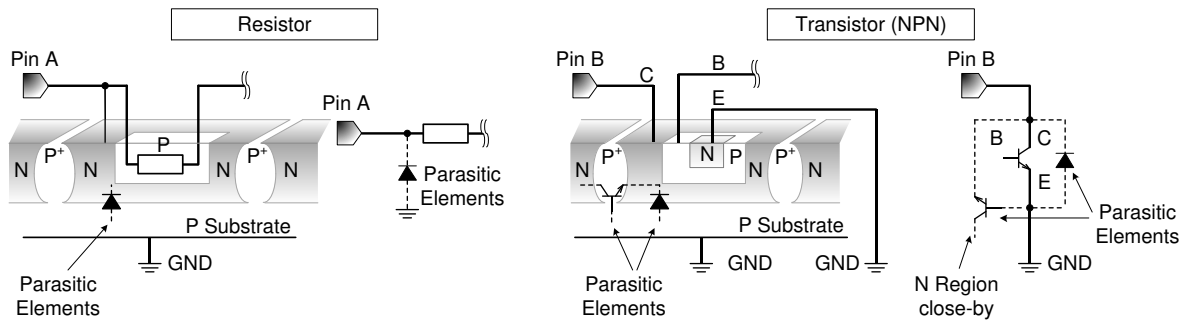 Resistor
Transistor (NPN)
Pin A
Pin A
N
P+
N
P
N
P+
N
Parasitic
Elements
P Substrate
GND
Parasitic
Elements
Pin B
C
B
E
N
P+
N
N
P
N
P+
N
P Substrate
GND
GND
Parasitic
Elements
Pin B
B
C
E
Parasitic
Elements
GND
N Region
close-by